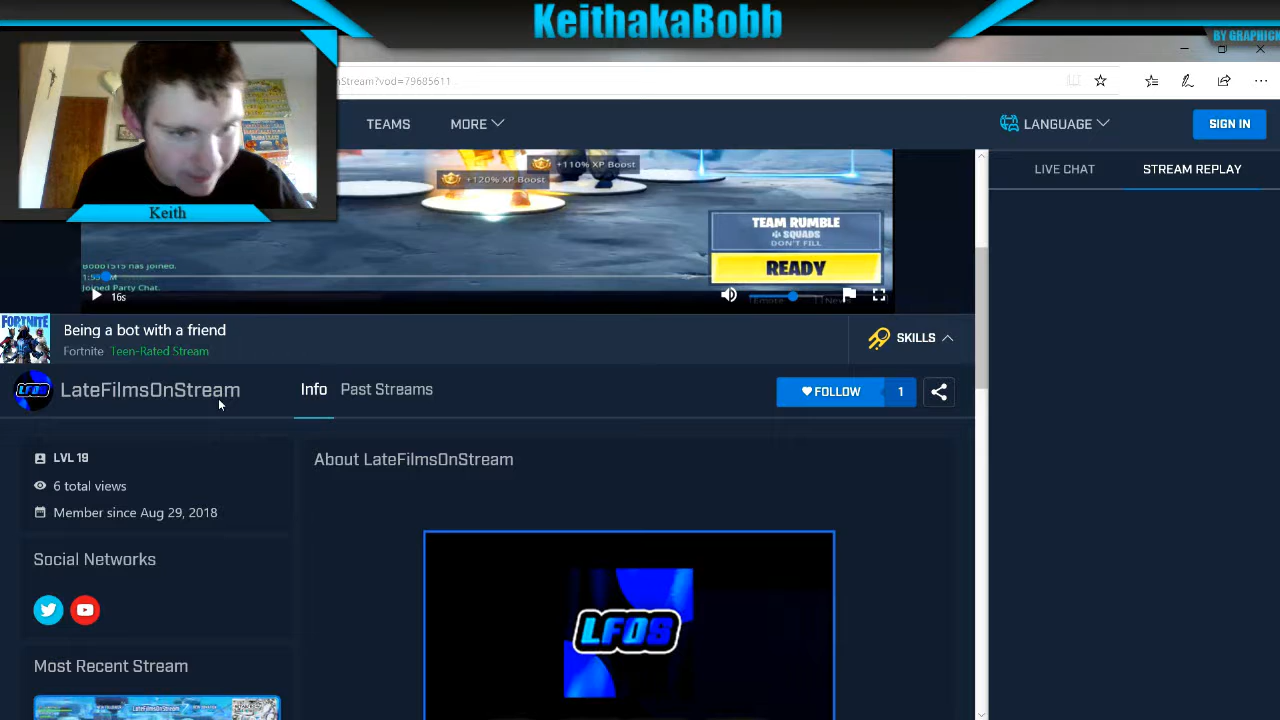 KeithakaBobb
BY GRAPHICK
Keith
nStream?vod=79685611
TEAMS
MORE
LANGUAGE
SIGN IN
LIVE CHAT
STREAM REPLAY
+110% XP Boost
+120% XP Boost
TEAM RUMBLE
SQUADS
DON'T FILL
READY
Bobb1515 has joined.
Joined Party Chat.
16s
FORTNITE
Being a bot with a friend
Fortnite Teen-Rated Stream
SKILLS
LFOS
LateFilmsOnStream
Info
Past Streams
FOLLOW
1
LVL 19
6 total views
Member since Aug 29, 2018
Social Networks
Most Recent Stream
About LateFilmsOnStream
LFOS